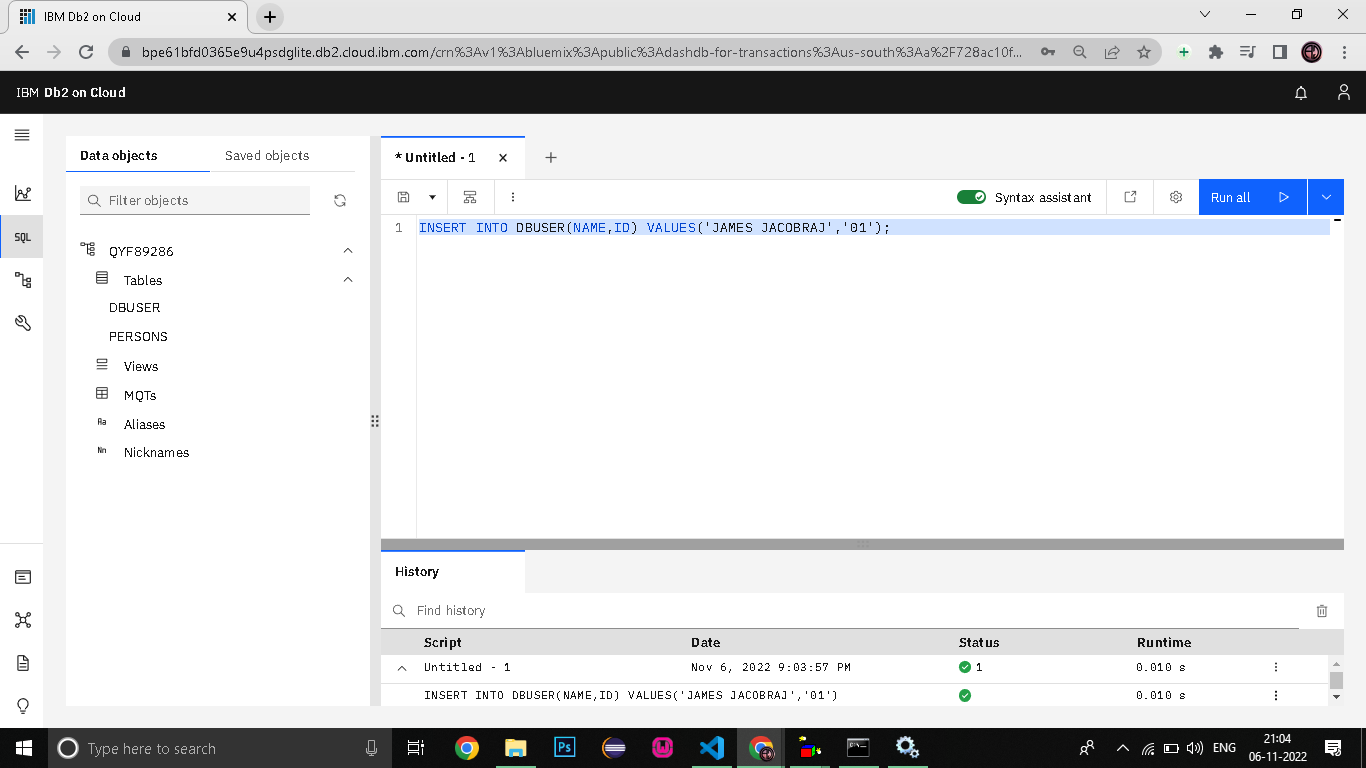 IBM Db2 on Cloud
bpe61bfd0365e9u4psdglite.db2.cloud.ibm.com/crn%3Av1%3Abluemix%3Apublic%3Adashdb-for-transactions%3Aus-south%3Aa%2F728ac10f...
IBM Db2 on Cloud
Data objects
Saved objects
Filter objects
SQL
QYF89286
Tables
DBUSER
PERSONS
Views
MQTs
Aa Aliases
Nn Nicknames
* Untitled - 1
Syntax assistant
Run all
1 INSERT INTO DBUSER(NAME,ID) VALUES('JAMES JACOBRAJ','01');
History
Find history
Script Date Status Runtime
Untitled - 1 Nov 6, 2022 9:03:57 PM 1 0.010 s
INSERT INTO DBUSER(NAME,ID) VALUES('JAMES JACOBRAJ','01') 0.010 s
Type here to search
Ps
ENG
21:04
06-11-2022